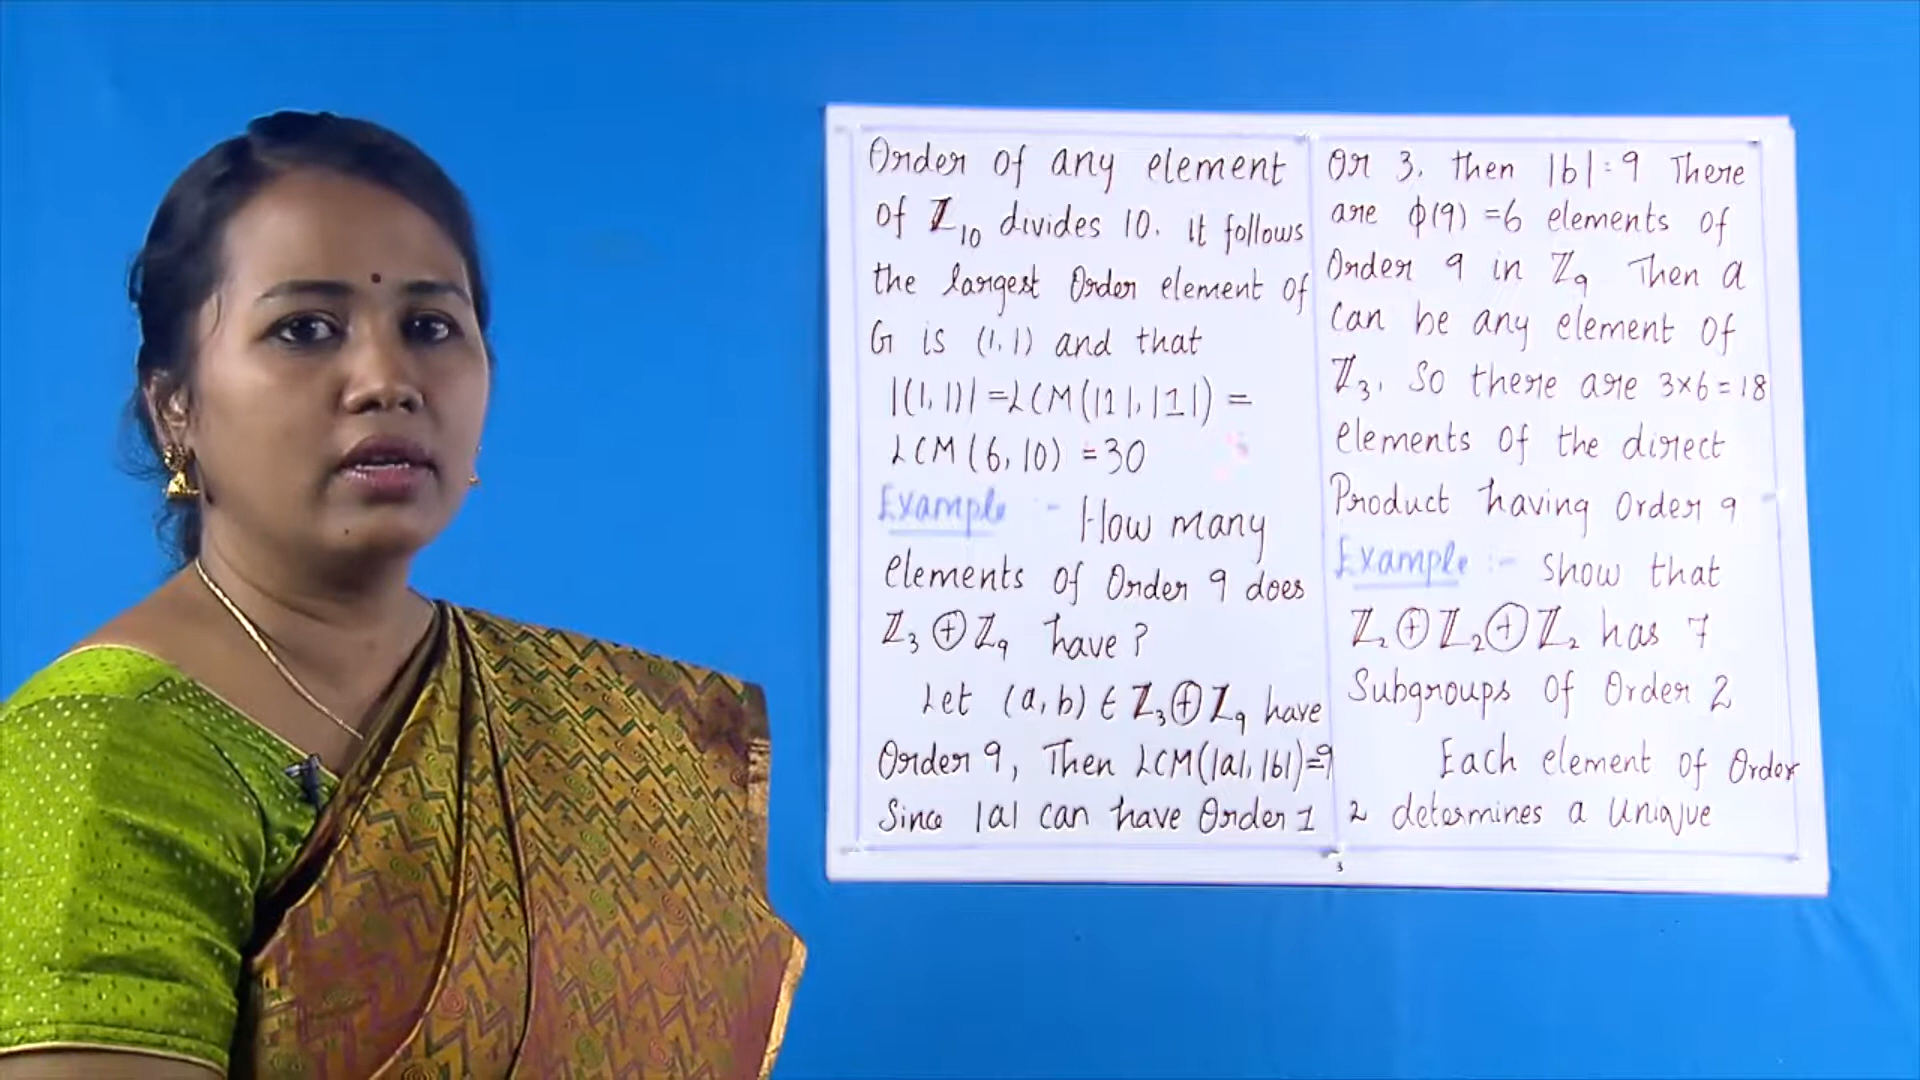 Order of any element
of ℤ₁₀ divides 10. it follows
the largest Order element of
G is (1,1) and that
|(1,1)| = LCM(|1|,|1|) =
LCM(6,10) = 30
Example :- How many
elements of Order 9 does
ℤ₃ ⊕ ℤ₉ have?
Let (a,b) ∈ ℤ₃ ⊕ ℤ₉ have
Order 9, Then LCM(|a|,|b|)=9
Since |a| can have Order 1
Or 3. then |b|=9 There
are ϕ(9) =6 elements of
Order 9 in ℤ₉ Then a
can be any element of
ℤ₃. So there are 3×6=18
elements of the direct
Product having Order 9
Example :- Show that
ℤ₂⊕ℤ₂⊕ℤ₂ has 7
Subgroups of Order 2
Each element of Order
2 determines a unique
3